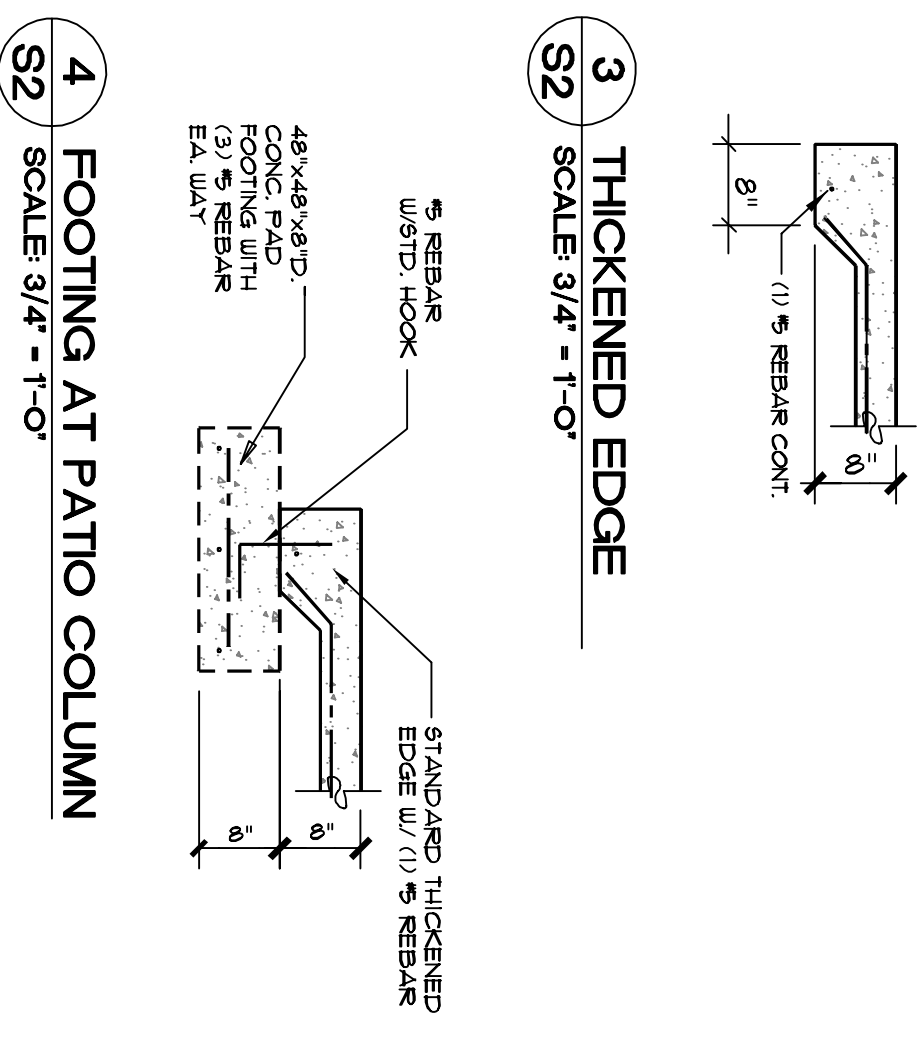 8"
8"
(1) #5 REBAR CONT.
3
S2
THICKENED EDGE
SCALE: 3/4" = 1'-0"
#5 REBAR
W/STD. HOOK
48"x48"x8"D.
CONC. PAD
FOOTING WITH
(3) #5 REBAR
EA. WAY
STANDARD THICKENED
EDGE W./ (1) #5 REBAR
8"
8"
4
S2
FOOTING AT PATIO COLUMN
SCALE: 3/4" = 1'-0"